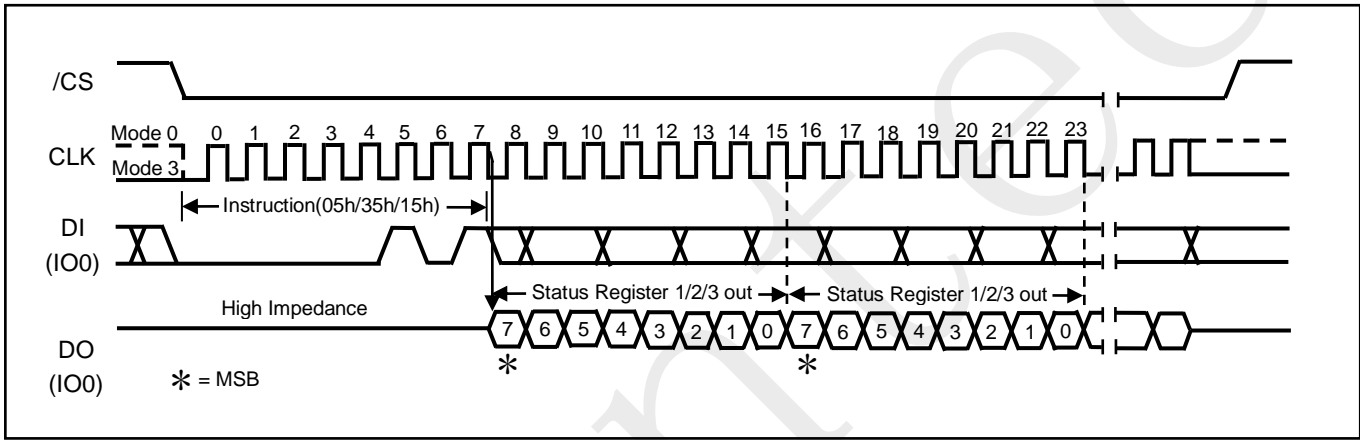 /CS
Mode 0 0 1 2 3 4 5 6 7 8 9 10 11 12 13 14 15 16 17 18 19 20 21 22 23
CLK
Mode 3
Instruction(05h/35h/15h)
DI
(IO0)
Status Register 1/2/3 out Status Register 1/2/3 out
High Impedance
7 6 5 4 3 2 1 0 7 6 5 4 3 2 1 0
DO
(IO0)
* *
* = MSB